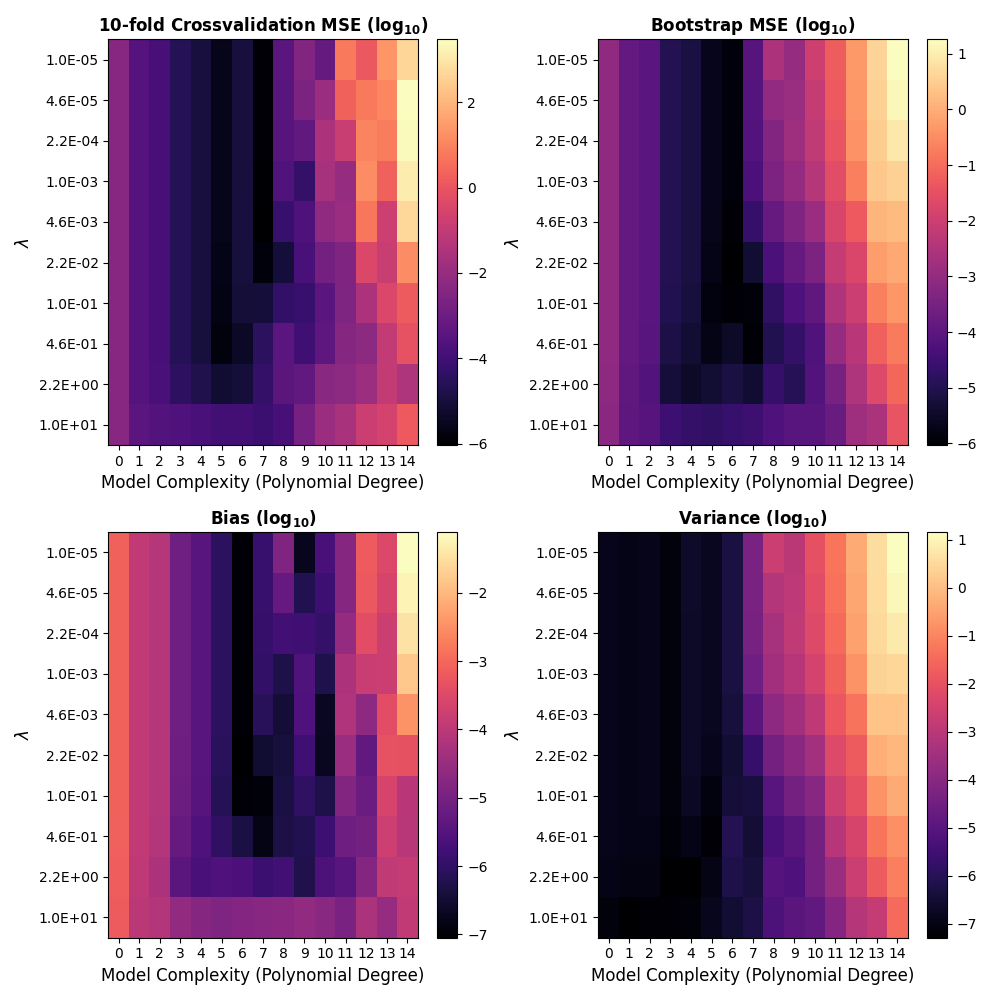 10-fold Crossvalidation MSE (log₁₀)
1.0E-05
4.6E-05
2.2E-04
1.0E-03
4.6E-03
2.2E-02
1.0E-01
4.6E-01
2.2E+00
1.0E+01
λ
0 1 2 3 4 5 6 7 8 9 10 11 12 13 14
Model Complexity (Polynomial Degree)
2
0
−2
−4
−6
Bootstrap MSE (log₁₀)
1.0E-05
4.6E-05
2.2E-04
1.0E-03
4.6E-03
2.2E-02
1.0E-01
4.6E-01
2.2E+00
1.0E+01
λ
0 1 2 3 4 5 6 7 8 9 10 11 12 13 14
Model Complexity (Polynomial Degree)
1
0
−1
−2
−3
−4
−5
−6
Bias (log₁₀)
1.0E-05
4.6E-05
2.2E-04
1.0E-03
4.6E-03
2.2E-02
1.0E-01
4.6E-01
2.2E+00
1.0E+01
λ
0 1 2 3 4 5 6 7 8 9 10 11 12 13 14
Model Complexity (Polynomial Degree)
−2
−3
−4
−5
−6
−7
Variance (log₁₀)
1.0E-05
4.6E-05
2.2E-04
1.0E-03
4.6E-03
2.2E-02
1.0E-01
4.6E-01
2.2E+00
1.0E+01
λ
0 1 2 3 4 5 6 7 8 9 10 11 12 13 14
Model Complexity (Polynomial Degree)
1
0
−1
−2
−3
−4
−5
−6
−7